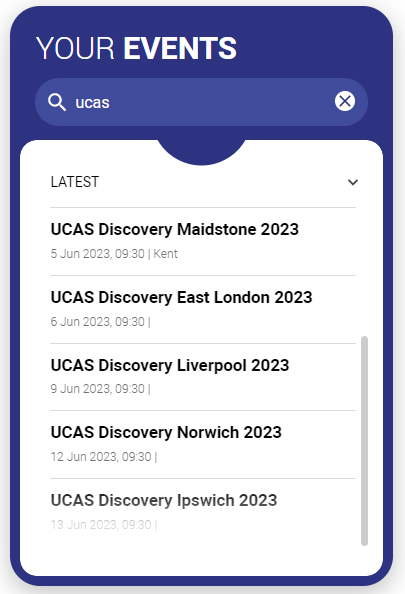 YOUR EVENTS
ucas
LATEST
UCAS Discovery Maidstone 2023
5 Jun 2023, 09:30 | Kent
UCAS Discovery East London 2023
6 Jun 2023, 09:30 |
UCAS Discovery Liverpool 2023
9 Jun 2023, 09:30 |
UCAS Discovery Norwich 2023
12 Jun 2023, 09:30 |
UCAS Discovery Ipswich 2023
13 Jun 2023, 09:30 |